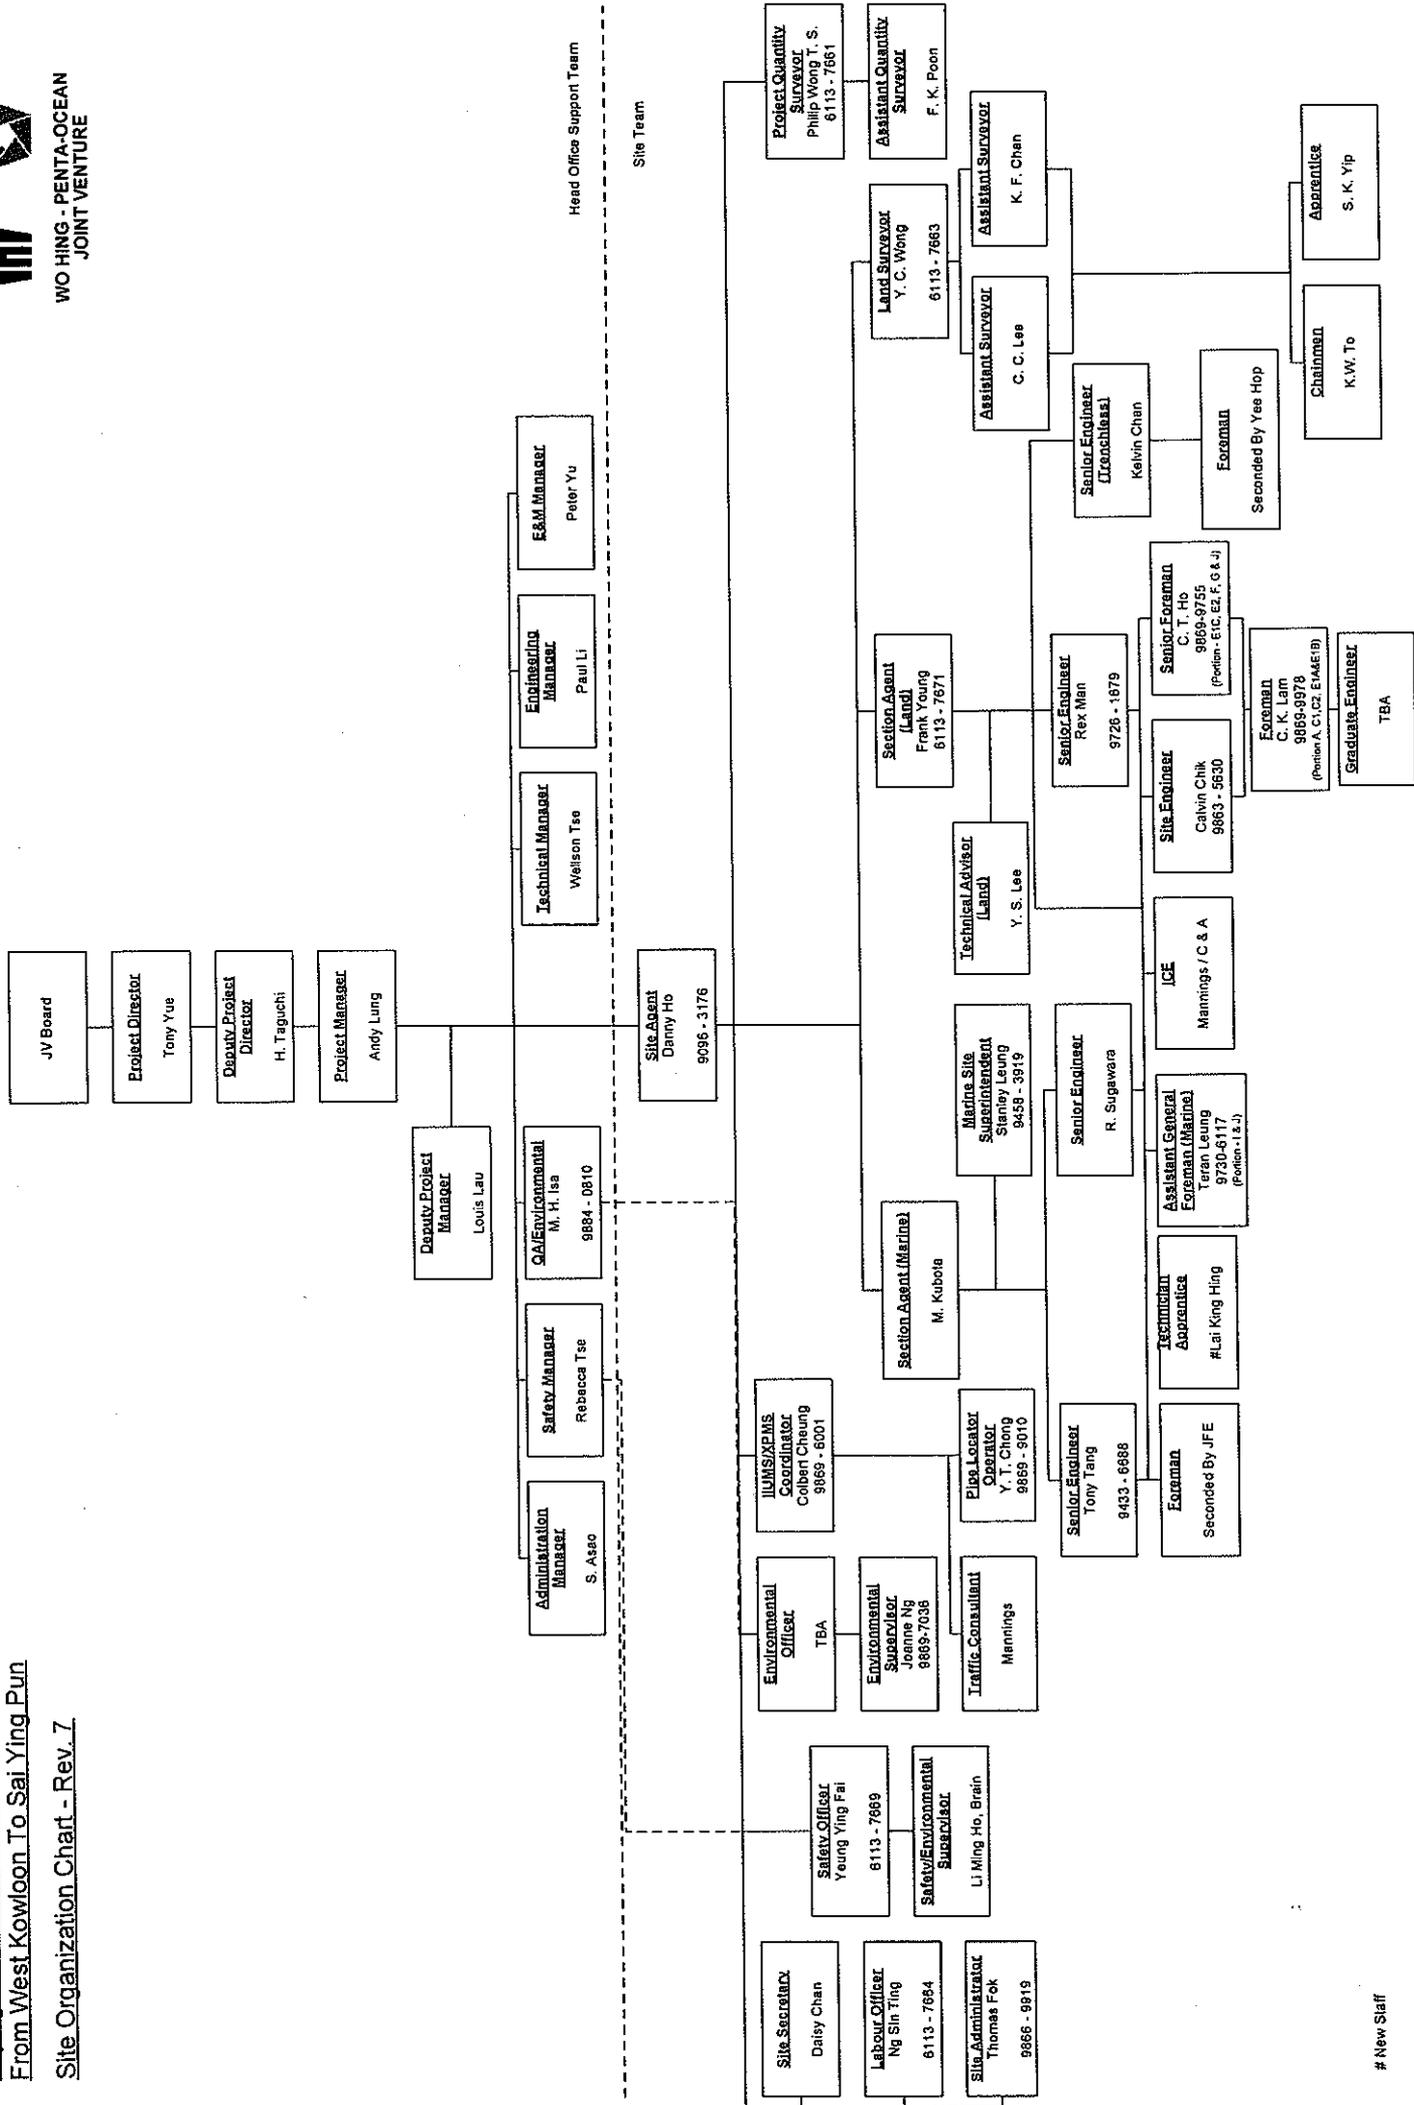 From West Kowloon To Sai Ying Pun
Site Organization Chart - Rev. 7
WO HING - PENTA-OCEAN
JOINT VENTURE
JV Board
Project Director
Tony Yue
Deputy Project
Director
H. Taguchi
Project Manager
Andy Lung
Deputy Project
Manager
Louis Lau
Administration
Manager
S. Asao
Safety Manager
Rebecca Tse
QA/Environmental
M. H. Isa
9884 - 0810
Technical Manager
Wellson Tse
Engineering
Manager
Paul Li
E&M Manager
Peter Yu
Head Office Support Team
Site Team
Site Agent
Danny Ho
9096 - 3176
Site Secretary
Daisy Chan
Labour Officer
Ng Sin Ting
6113 - 7664
Site Administrator
Thomas Fok
9866 - 9919
Safety Officer
Yeung Ying Fai
6113 - 7669
Safety/Environmental
Supervisor
Li Ming Ho, Brain
Environmental
Officer
TBA
Environmental
Supervisor
Joanne Ng
9869-7036
Traffic Consultant
Mannings
IIUMS/XPMS
Coordinator
Colbert Cheung
9869 - 6001
Pipe Locator
Operator
Y. T. Chong
9869 - 9010
Section Agent (Marine)
M. Kubota
Marine Site
Superintendent
Stanley Leung
9458 - 3919
Senior Engineer
Tony Tang
9433 - 6688
Senior Engineer
R. Sugawara
Foreman
Seconded By JFE
Technician
Apprentice
#Lai King Hing
Assistant General
Foreman (Marine)
Teran Leung
9730-6117
(Portion - I & J)
ICE
Mannings / C & A
Section Agent
(Land)
Frank Young
6113 - 7671
Technical Advisor
(Land)
Y. S. Lee
Senior Engineer
Rex Man
9726 - 1679
Site Engineer
Calvin Chik
9863 - 5630
Senior Foreman
C. T. Ho
9869-9755
(Portion - E1C, E2, F, G & J)
Foreman
C. K. Lam
9869-9978
(Portion A, C1,C2, E1A&E1B)
Graduate Engineer
TBA
Senior Engineer
(Trenchless)
Kelvin Chan
Foreman
Seconded By Yee Hop
Land Surveyor
Y. C. Wong
6113 - 7663
Assistant Surveyor
C. C. Lee
Assistant Surveyor
K. F. Chan
Chainmen
K.W. To
Apprentice
S. K. Yip
Project Quantity
Surveyor
Philip Wong T. S.
6113 - 7661
Assistant Quantity
Surveyor
F. K. Poon
# New Staff